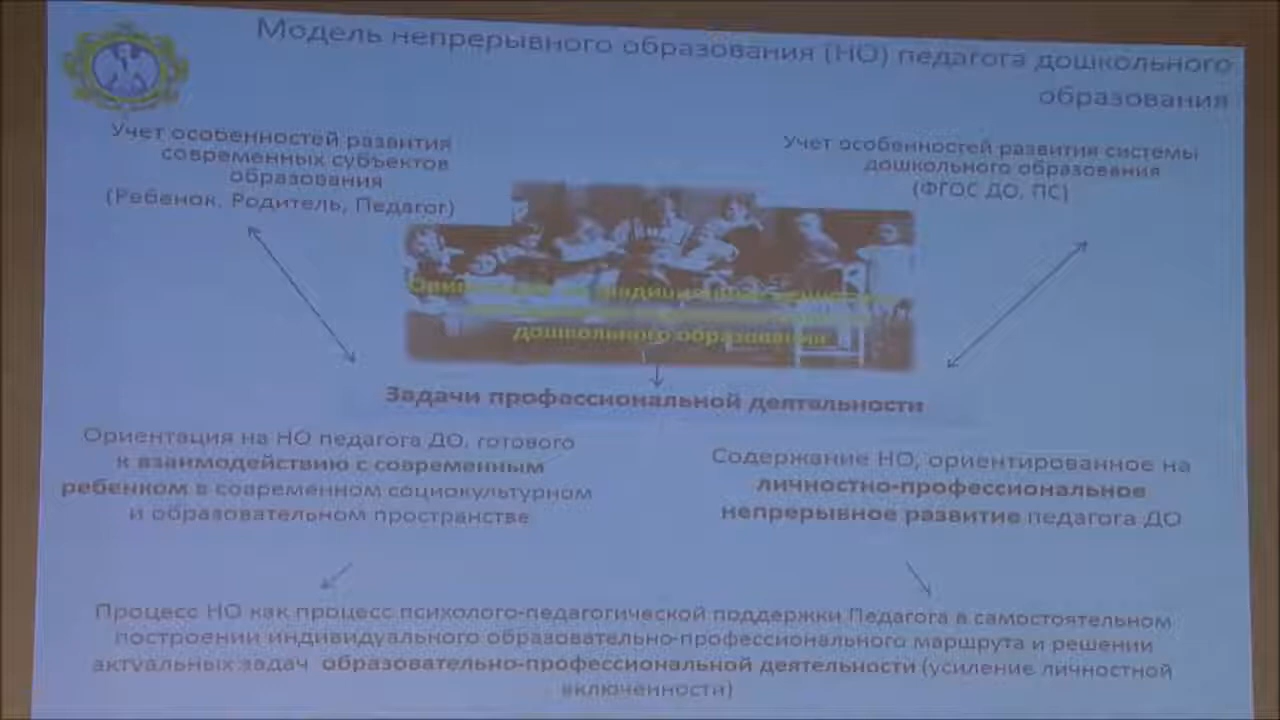 Модель непрерывного образования (НО) педагога дошкольного
образования
Учет особенностей развития
современных субъектов
образования
(Ребенок, Родитель, Педагог)
Учет особенностей развития системы
дошкольного образования
(ФГОС ДО, ПС)
дошкольного образования
Задачи профессиональной деятельности
Ориентация на НО педагога ДО, готового
к взаимодействию с современным
ребенком в современном социокультурном
и образовательном пространстве
Содержание НО, ориентированное на
личностно-профессиональное
непрерывное развитие педагога ДО
Процесс НО как процесс психолого-педагогической поддержки Педагога в самостоятельном
построении индивидуального образовательно-профессионального маршрута и решении
актуальных задач образовательно-профессиональной деятельности (усиление личностной
включенности)